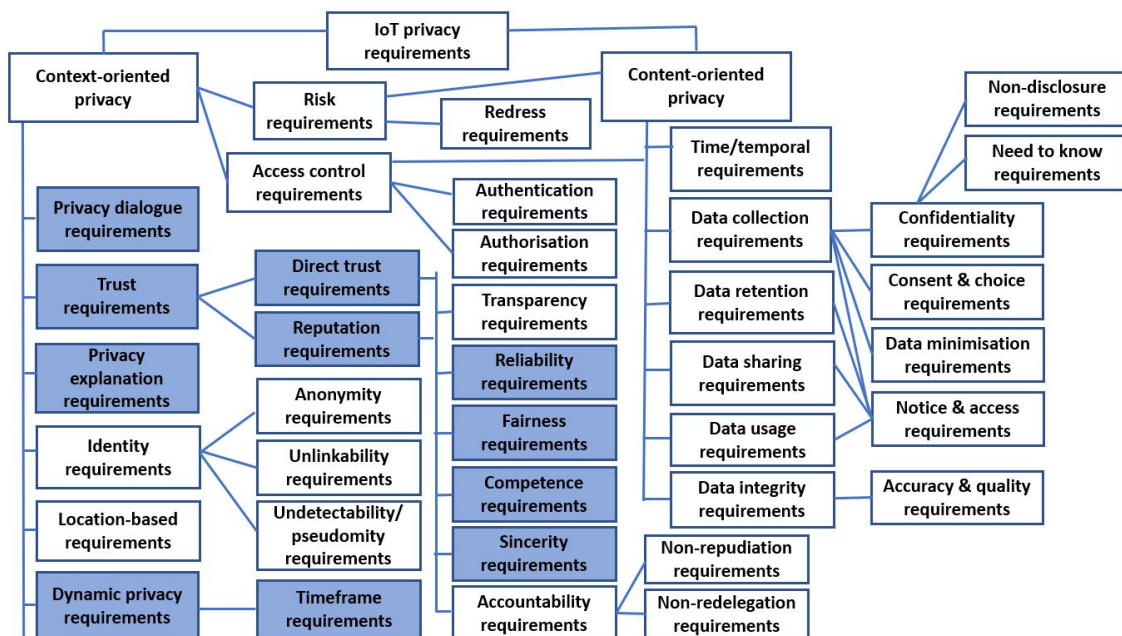 IoT privacy
requirements
Context-oriented
privacy
Content-oriented
privacy
Risk
requirements
Redress
requirements
Access control
requirements
Authentication
requirements
Authorisation
requirements
Privacy dialogue
requirements
Trust
requirements
Direct trust
requirements
Reputation
requirements
Transparency
requirements
Reliability
requirements
Fairness
requirements
Competence
requirements
Sincerity
requirements
Accountability
requirements
Non-repudiation
requirements
Non-redelegation
requirements
Privacy
explanation
requirements
Identity
requirements
Anonymity
requirements
Unlinkability
requirements
Undetectability/
pseudomity
requirements
Location-based
requirements
Dynamic privacy
requirements
Timeframe
requirements
Time/temporal
requirements
Data collection
requirements
Data retention
requirements
Data sharing
requirements
Data usage
requirements
Data integrity
requirements
Non-disclosure
requirements
Need to know
requirements
Confidentiality
requirements
Consent & choice
requirements
Data minimisation
requirements
Notice & access
requirements
Accuracy & quality
requirements